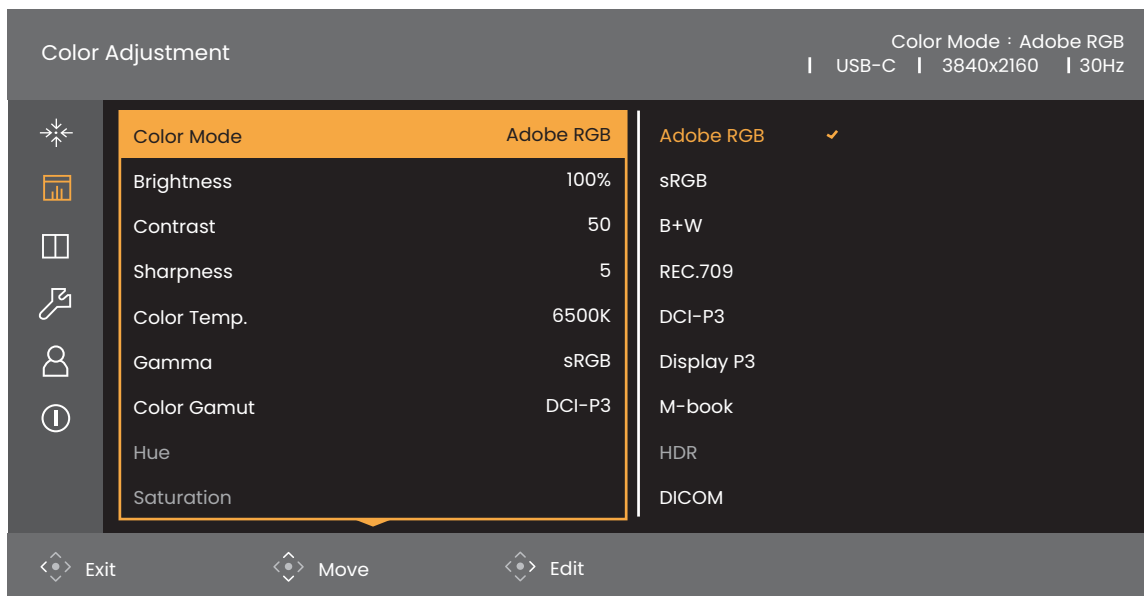 Color Adjustment
Color Mode : Adobe RGB
| USB-C | 3840x2160 | 30Hz
Color Mode Adobe RGB
Brightness 100%
Contrast 50
Sharpness 5
Color Temp. 6500K
Gamma sRGB
Color Gamut DCI-P3
Hue
Saturation
Adobe RGB
sRGB
B+W
REC.709
DCI-P3
Display P3
M-book
HDR
DICOM
Exit Move Edit